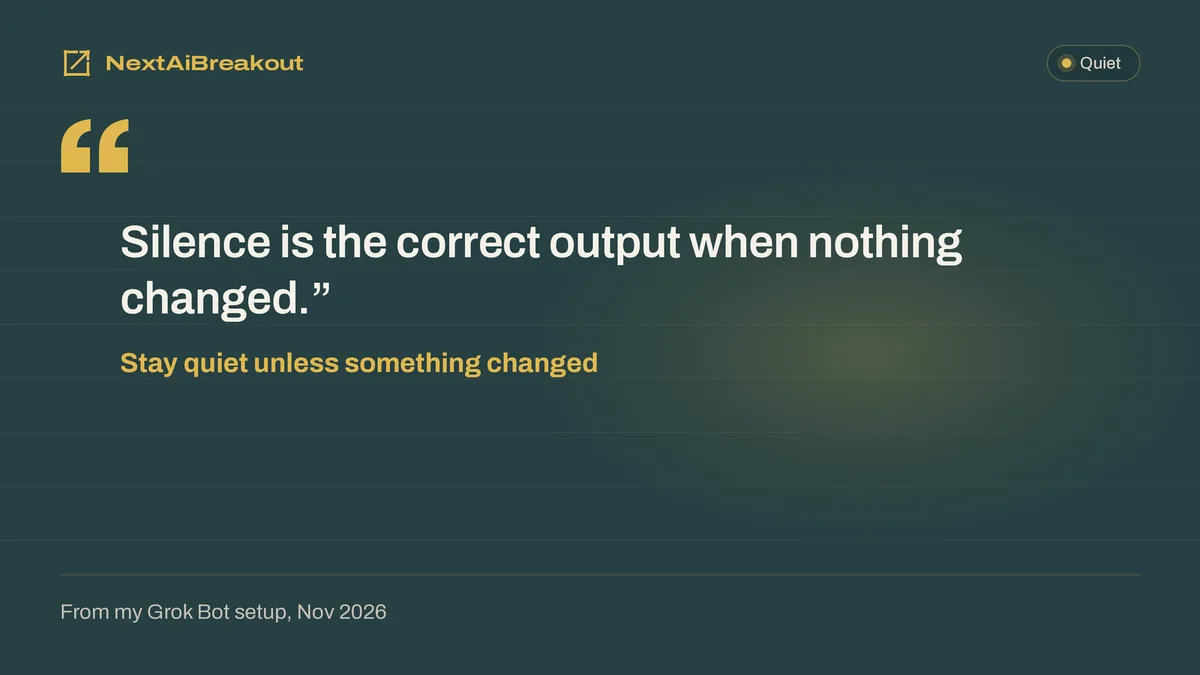 NextAiBreakout
Quiet
“
Silence is the correct output when nothing
changed.”
Stay quiet unless something changed
From my Grok Bot setup, Nov 2026